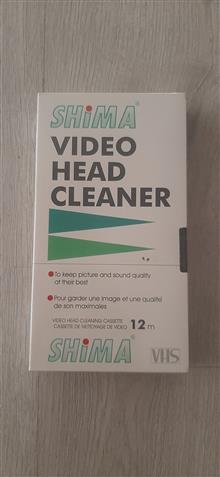 SHiMA®
VIDEO
HEAD
CLEANER
To keep picture and sound quality
at their best
Pour garder une image et une qualité
de son maximales
VIDEO HEAD CLEANING CASSETTE
CASSETTE DE NETTOYAGE DE VIDEO 12 m
SHiMA® VHS